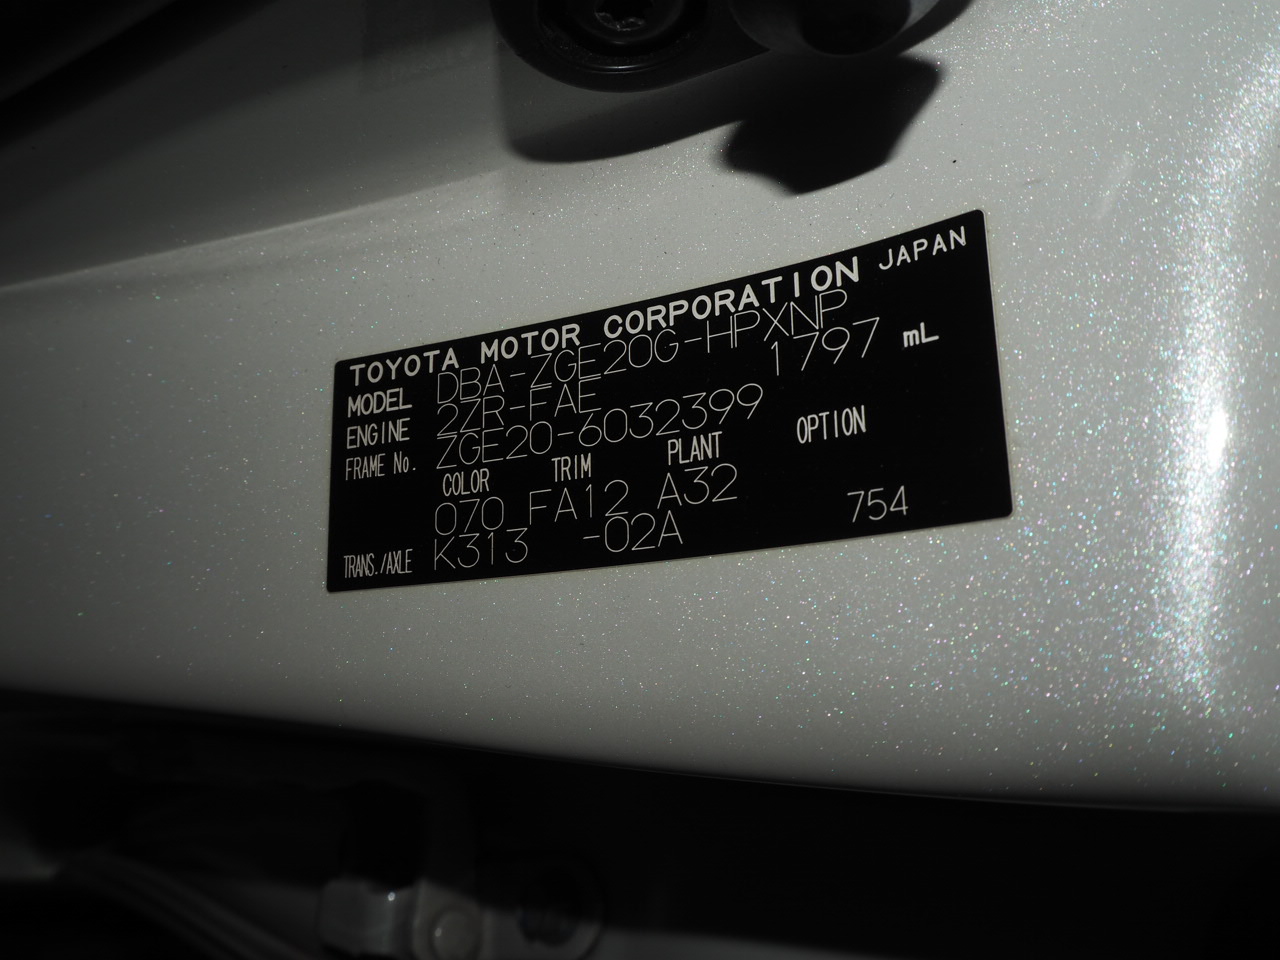 TOYOTA MOTOR CORPORATION JAPAN
MODEL DBA-ZGE20G-HPXNP
ENGINE 2ZR-FAE 1797 mL
FRAME No. ZGE20-6032399
COLOR TRIM PLANT OPTION
070 FA12 A32
TRANS./AXLE K313 -02A 754